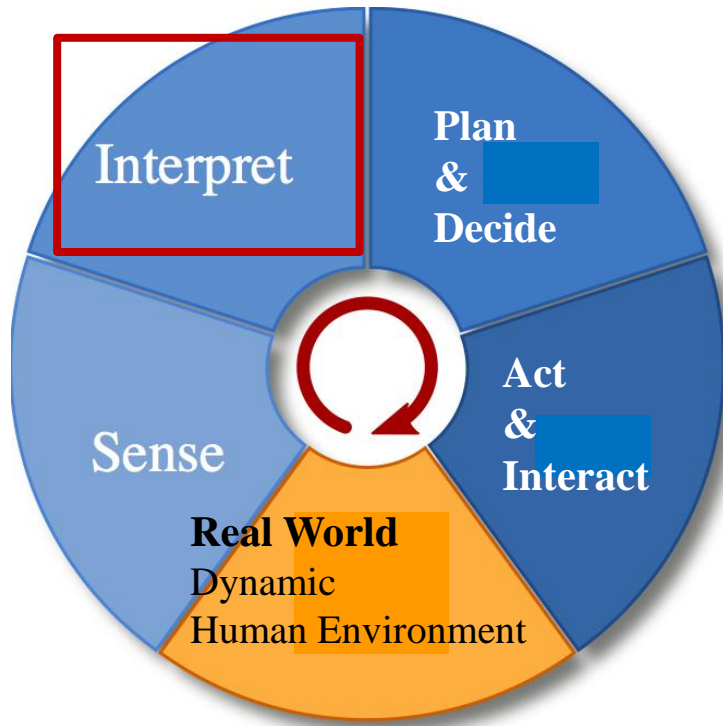 Interpret
Plan
&
Decide
Sense
Act
&
Interact
Real World
Dynamic
Human Environment